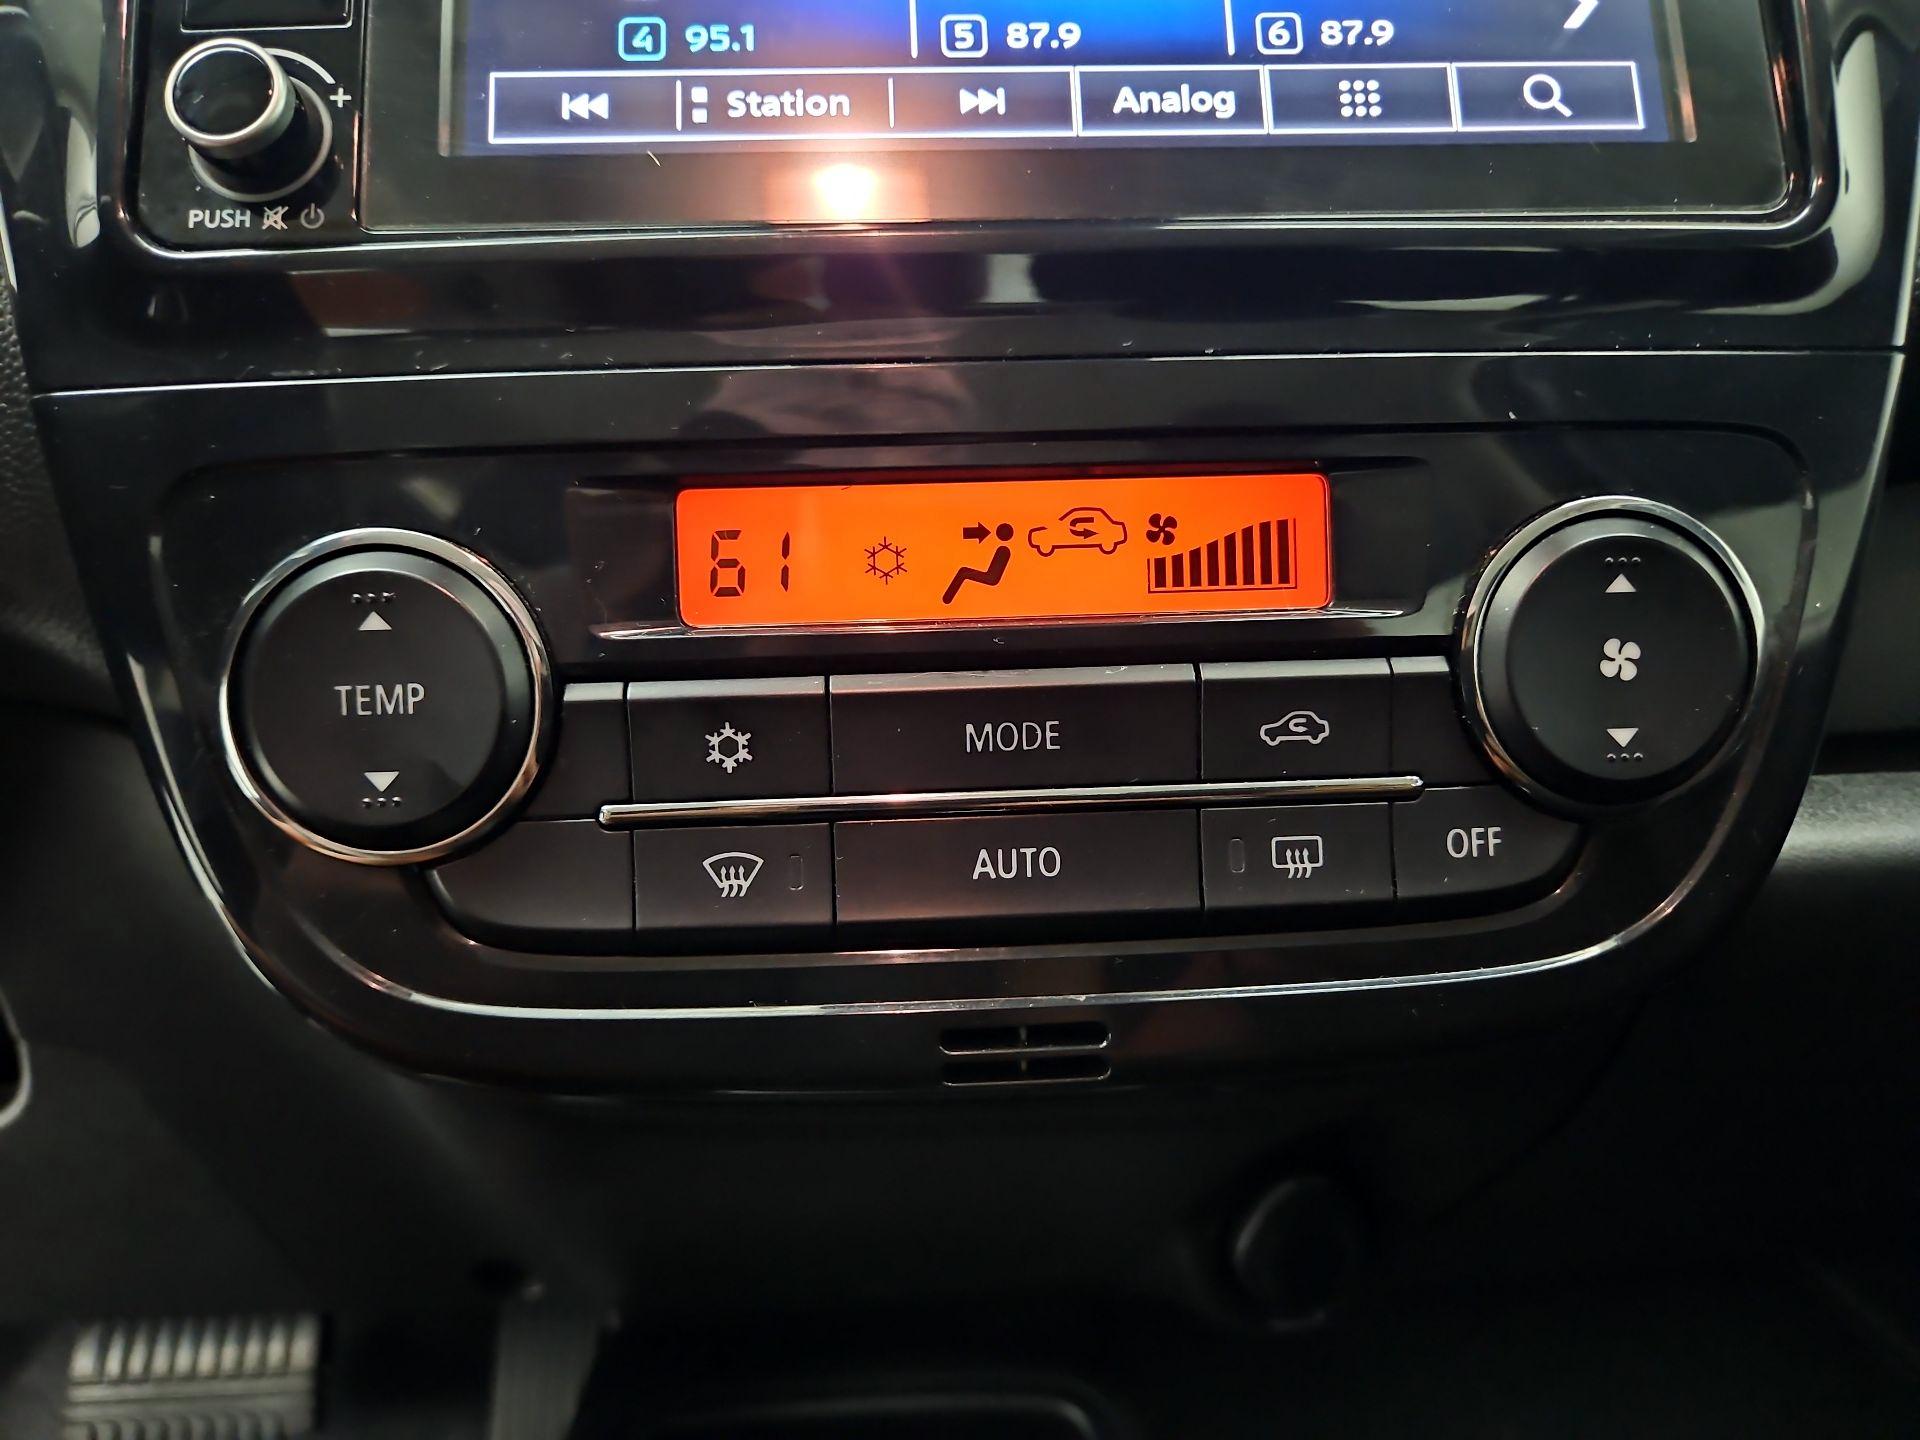 4 95.1 5 87.9 6 87.9
Station Analog
+
PUSH
61
TEMP
MODE
AUTO
OFF